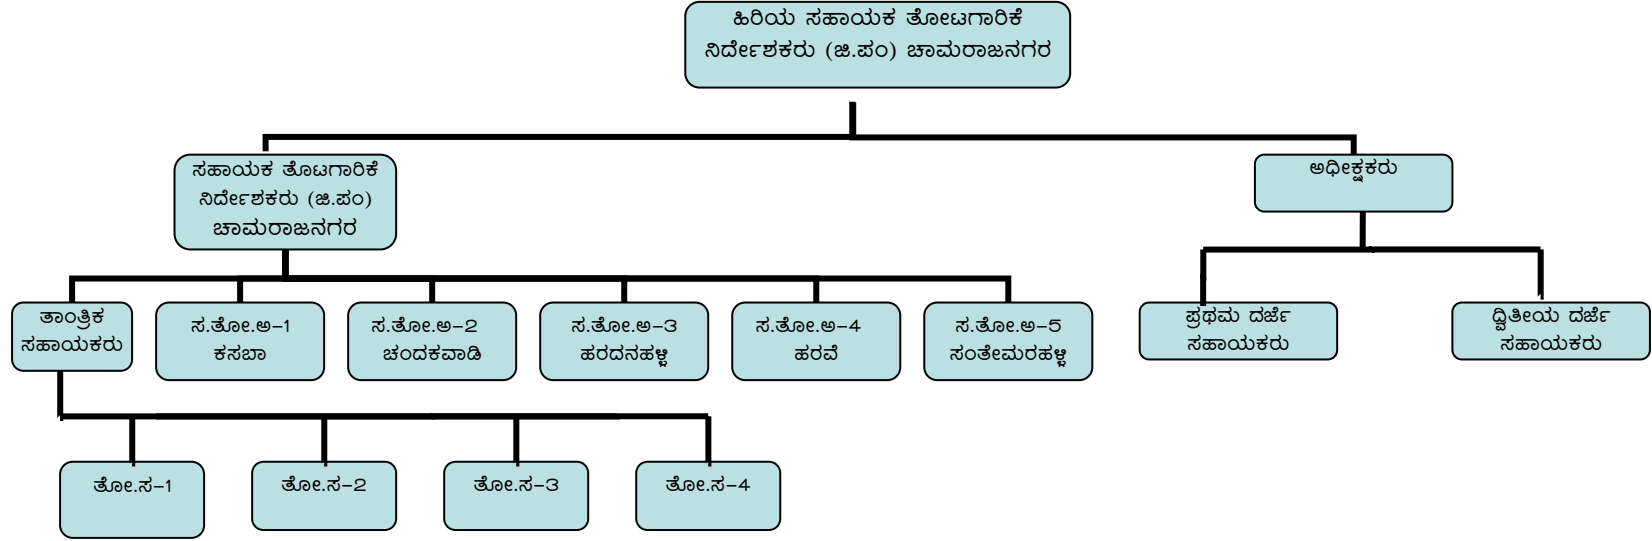 ಹಿರಿಯ ಸಹಾಯಕ ತೋಟಗಾರಿಕೆ
ನಿರ್ದೇಶಕರು (ಜಿ.ಪಂ) ಚಾಮರಾಜನಗರ
ಸಹಾಯಕ ತೊಟಗಾರಿಕೆ
ನಿರ್ದೇಶಕರು (ಜಿ.ಪಂ)
ಚಾಮರಾಜನಗರ
ಅಧೀಕ್ಷಕರು
ತಾಂತ್ರಿಕ
ಸಹಾಯಕರು
ಸ.ತೋ.ಅ-1
ಕಸಬಾ
ಸ.ತೋ.ಅ-2
ಚಂದಕವಾಡಿ
ಸ.ತೋ.ಅ-3
ಹರದನಹಳ್ಳಿ
ಸ.ತೋ.ಅ-4
ಹರವೆ
ಸ.ತೋ.ಅ-5
ಸಂತೇಮರಹಳ್ಳಿ
ಪ್ರಥಮ ದರ್ಜೆ
ಸಹಾಯಕರು
ದ್ವಿತೀಯ ದರ್ಜೆ
ಸಹಾಯಕರು
ತೋ.ಸ-1
ತೋ.ಸ-2
ತೋ.ಸ-3
ತೋ.ಸ-4